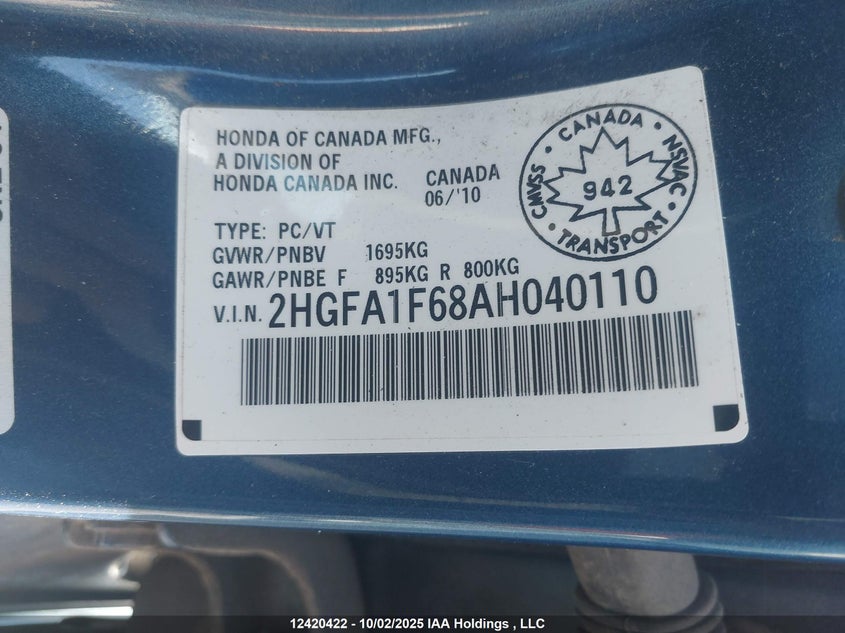 HONDA OF CANADA MFG.,
A DIVISION OF
HONDA CANADA INC. CANADA
06/'10
TYPE: PC/VT
GVWR/PNBV 1695KG
GAWR/PNBE F 895KG R 800KG
V.I.N. 2HGFA1F68AH040110
· CANADA ·
NSVAC
· TRANSPORT ·
CMVSS
942
12420422 - 10/02/2025 IAA Holdings , LLC